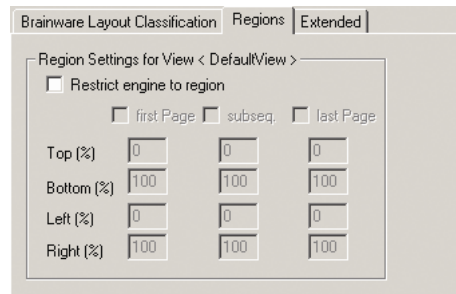 Brainware Layout Classification Regions Extended
Region Settings for View < DefaultView >
Restrict engine to region
first Page subseq. last Page
Top (%) 0 0 0
Bottom (%) 100 100 100
Left (%) 0 0 0
Right (%) 100 100 100